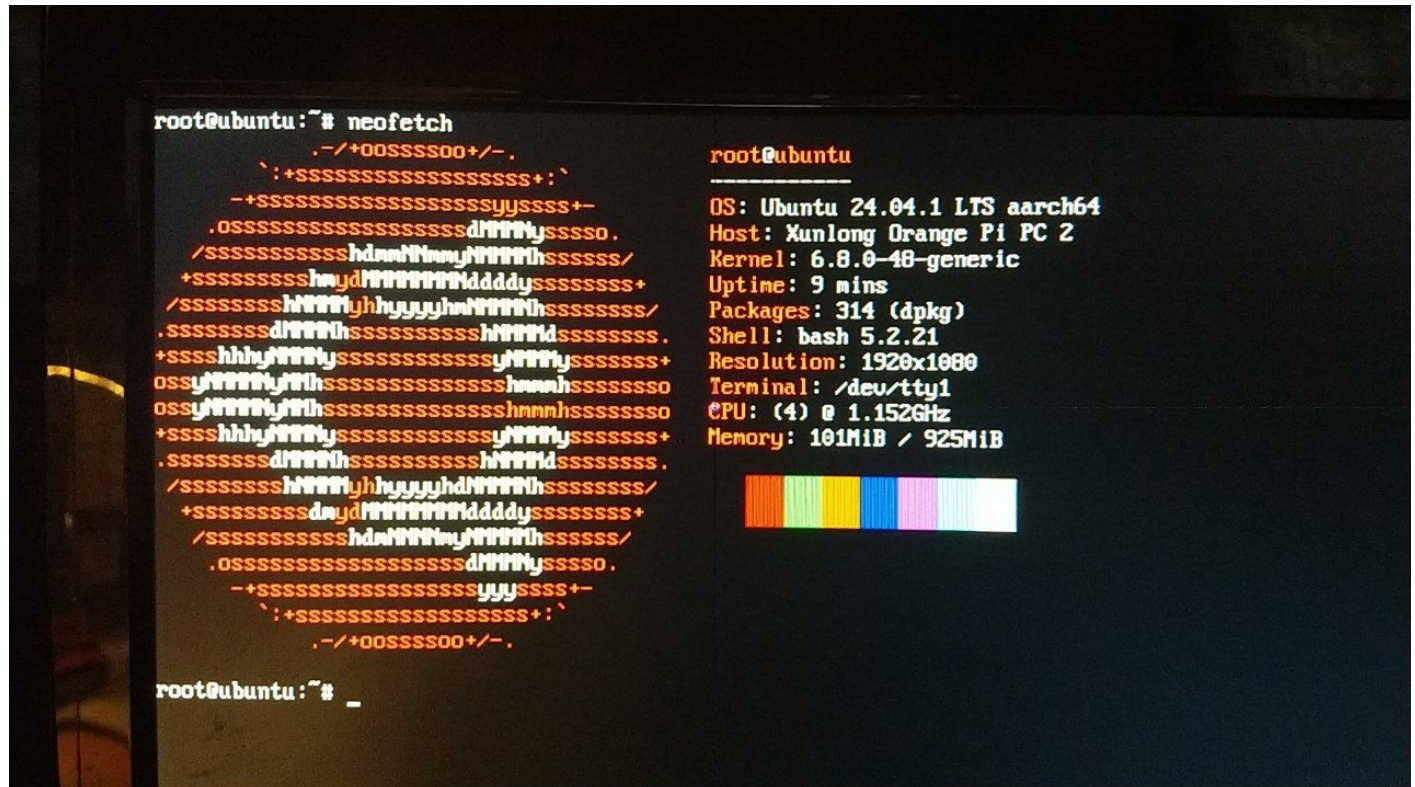 root@ubuntu:~# neofetch
.-/+oossssoo+/-.
`:+ssssssssssssssssss+:`
-+ssssssssssssssssssyyssss+-
.ossssssssssssssssssdMMMNysssso.
/ssssssssssshdmmNNmmyNMMMMhssssss/
+ssssssssshmydMMMMMMMNddddyssssssss+
/sssssssshNMMMyhhyyyyhmNMMMNhssssssss/
.ssssssssdMMMNhsssssssssshNMMMdssssssss.
+sssshhhyNMMNyssssssssssssyNMMMysssssss+
ossyNMMMNyMMhsssssssssssssshmmmhssssssso
ossyNMMMNyMMhsssssssssssssshmmmhssssssso
+sssshhhyNMMNyssssssssssssyNMMMysssssss+
.ssssssssdMMMNhsssssssssshNMMMdssssssss.
/sssssssshNMMMyhhyyyyhdNMMMNhssssssss/
+sssssssssdmydMMMMMMMMddddyssssssss+
/ssssssssssshdmNNNNmyNMMMMhssssss/
.ossssssssssssssssssdMMMNysssso.
-+sssssssssssssssssyyyssss+-
`:+ssssssssssssssssss+:`
.-/+oossssoo+/-.
root@ubuntu
-----------
OS: Ubuntu 24.04.1 LTS aarch64
Host: Xunlong Orange Pi PC 2
Kernel: 6.8.0-48-generic
Uptime: 9 mins
Packages: 314 (dpkg)
Shell: bash 5.2.21
Resolution: 1920x1080
Terminal: /dev/tty1
CPU: (4) @ 1.152GHz
Memory: 101MiB / 925MiB
root@ubuntu:~# _